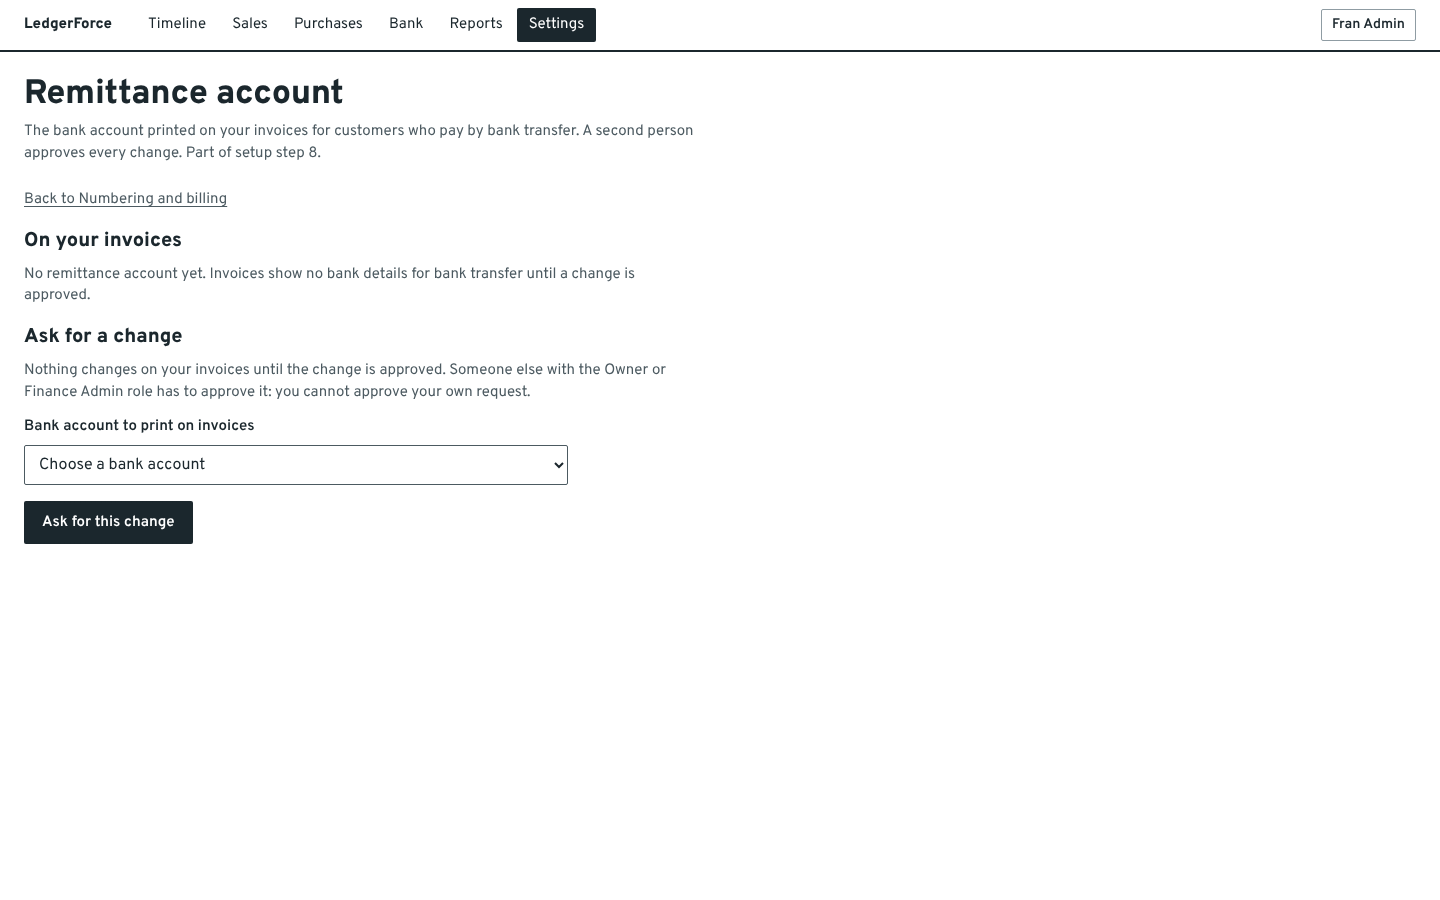 LedgerForce Timeline Sales Purchases Bank Reports Settings Fran Admin
Remittance account
The bank account printed on your invoices for customers who pay by bank transfer. A second person
approves every change. Part of setup step 8.
Back to Numbering and billing
On your invoices
No remittance account yet. Invoices show no bank details for bank transfer until a change is
approved.
Ask for a change
Nothing changes on your invoices until the change is approved. Someone else with the Owner or
Finance Admin role has to approve it: you cannot approve your own request.
Bank account to print on invoices
Choose a bank account
Ask for this change